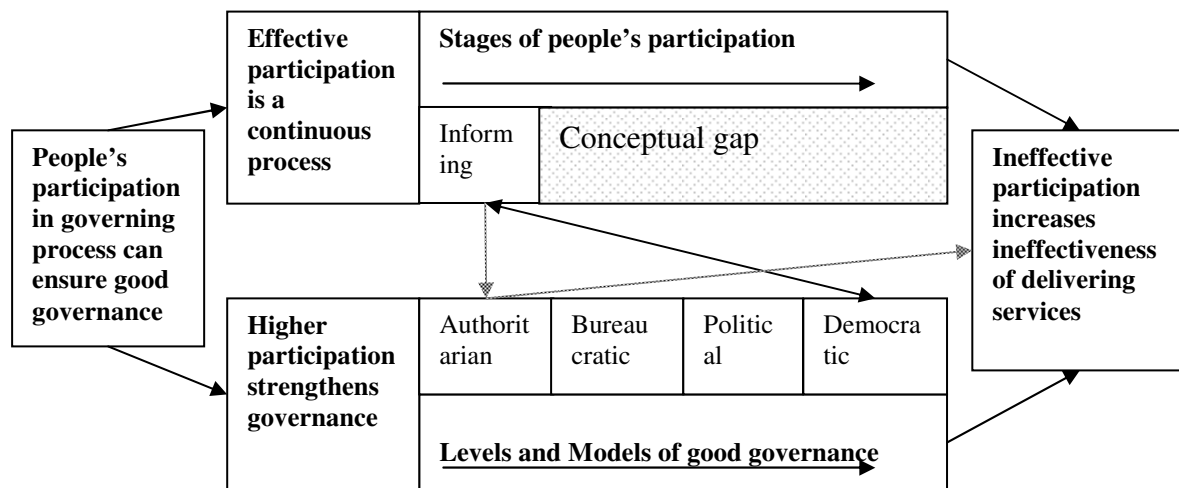 People's
participation
in governing
process can
ensure good
governance
Effective
participation
is a
continuous
process
Stages of people's participation
Inform
ing
Conceptual gap
Higher
participation
strengthens
governance
Authorit
arian
Bureau
cratic
Politic
al
Democra
tic
Levels and Models of good governance
Ineffective
participation
increases
ineffectiveness
of delivering
services